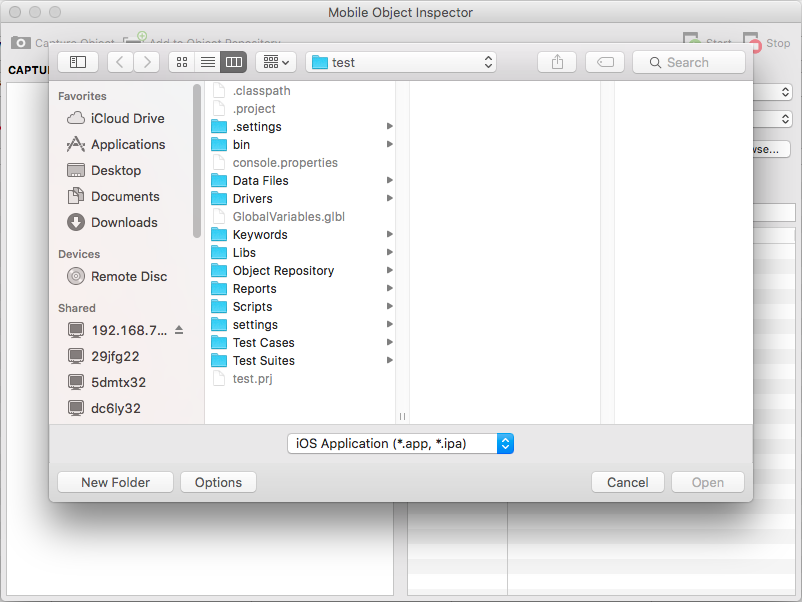 Mobile Object Inspector
Capture Object
Add to Object Repository
Start
Stop
test
Search
Favorites
iCloud Drive
Applications
Desktop
Documents
Downloads
Devices
Remote Disc
Shared
192.168.7...
29jfg22
5dmtx32
dc6ly32
.classpath
.project
.settings
bin
console.properties
Data Files
Drivers
GlobalVariables.glbl
Keywords
Libs
Object Repository
Reports
Scripts
settings
Test Cases
Test Suites
test.prj
iOS Application (*.app, *.ipa)
New Folder
Options
Cancel
Open